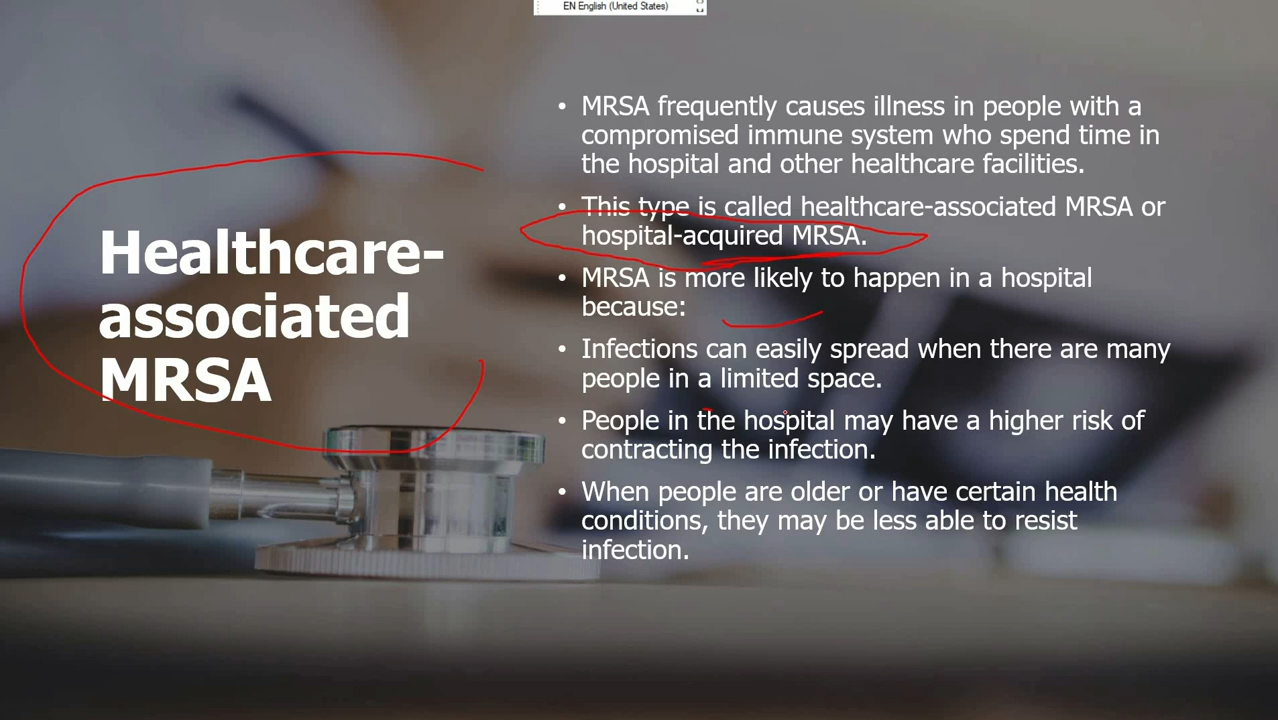 EN English (United States)
Healthcare-
associated
MRSA
• MRSA frequently causes illness in people with a
compromised immune system who spend time in
the hospital and other healthcare facilities.
• This type is called healthcare-associated MRSA or
hospital-acquired MRSA.
• MRSA is more likely to happen in a hospital
because:
• Infections can easily spread when there are many
people in a limited space.
• People in the hospital may have a higher risk of
contracting the infection.
• When people are older or have certain health
conditions, they may be less able to resist
infection.